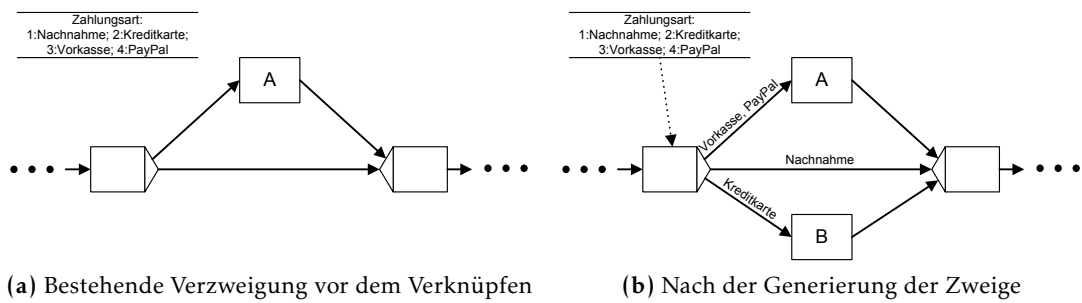 Zahlungsart:
1:Nachnahme; 2:Kreditkarte;
3:Vorkasse; 4:PayPal
A
(a) Bestehende Verzweigung vor dem Verknüpfen
Zahlungsart:
1:Nachnahme; 2:Kreditkarte;
3:Vorkasse; 4:PayPal
A
Vorkasse, PayPal
Nachnahme
Kreditkarte
B
(b) Nach der Generierung der Zweige